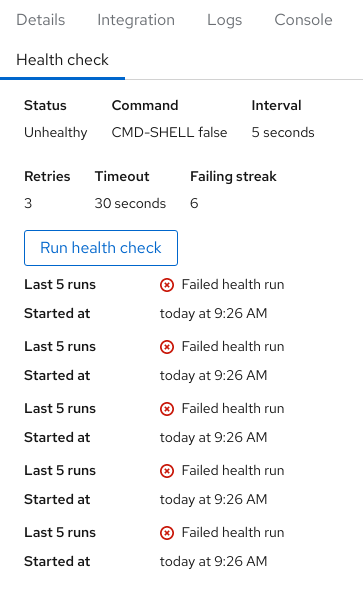 Details Integration Logs Console
Health check
Status Command Interval
Unhealthy CMD-SHELL false 5 seconds
Retries Timeout Failing streak
3 30 seconds 6
Run health check
Last 5 runs Failed health run
Started at today at 9:26 AM
Last 5 runs Failed health run
Started at today at 9:26 AM
Last 5 runs Failed health run
Started at today at 9:26 AM
Last 5 runs Failed health run
Started at today at 9:26 AM
Last 5 runs Failed health run
Started at today at 9:26 AM